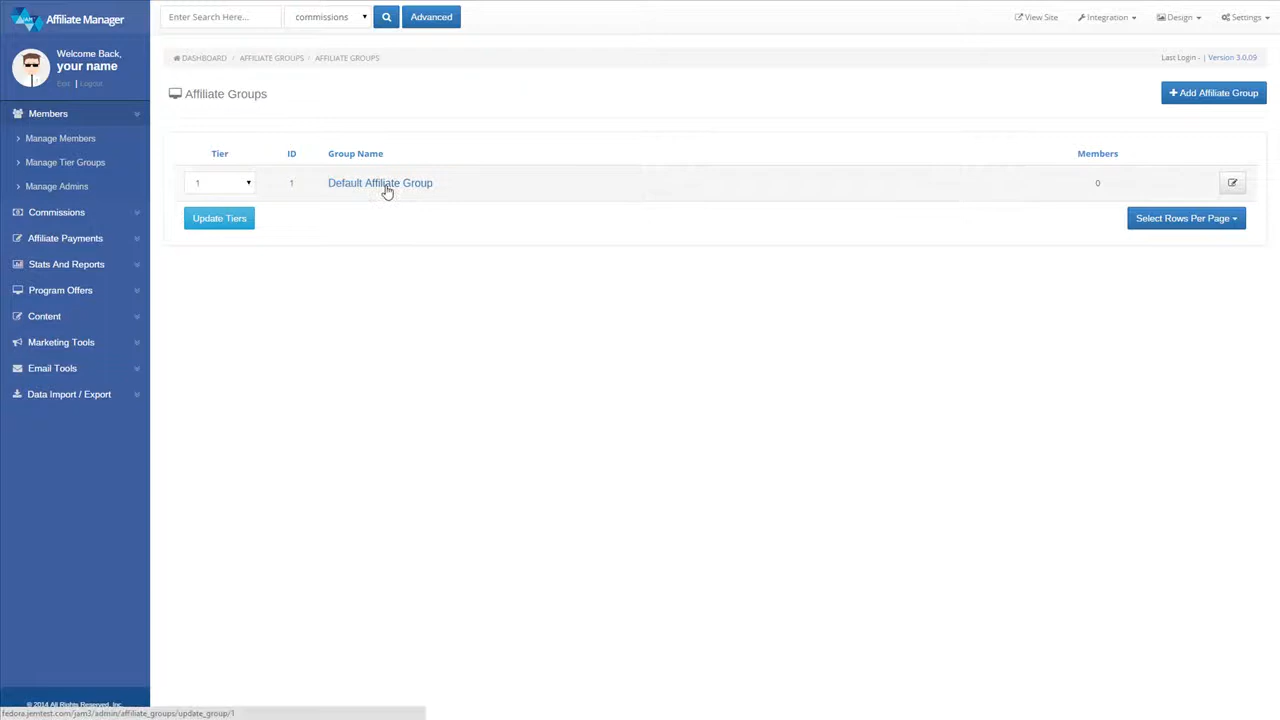 Affiliate Manager
Enter Search Here...
commissions
Advanced
View Site
Integration
Design
Settings
Welcome Back,
your name
Edit | Logout
DASHBOARD / AFFILIATE GROUPS / AFFILIATE GROUPS
Last Login - | Version 3.0.09
Affiliate Groups
+ Add Affiliate Group
Members
Manage Members
Manage Tier Groups
Manage Admins
Commissions
Affiliate Payments
Stats And Reports
Program Offers
Content
Marketing Tools
Email Tools
Data Import / Export
Tier ID Group Name Members
1 1 Default Affiliate Group 0
Update Tiers
Select Rows Per Page
© 2014 All Rights Reserved, Inc.
fedora.jemtest.com/jam3/admin/affiliate_groups/update_group/1